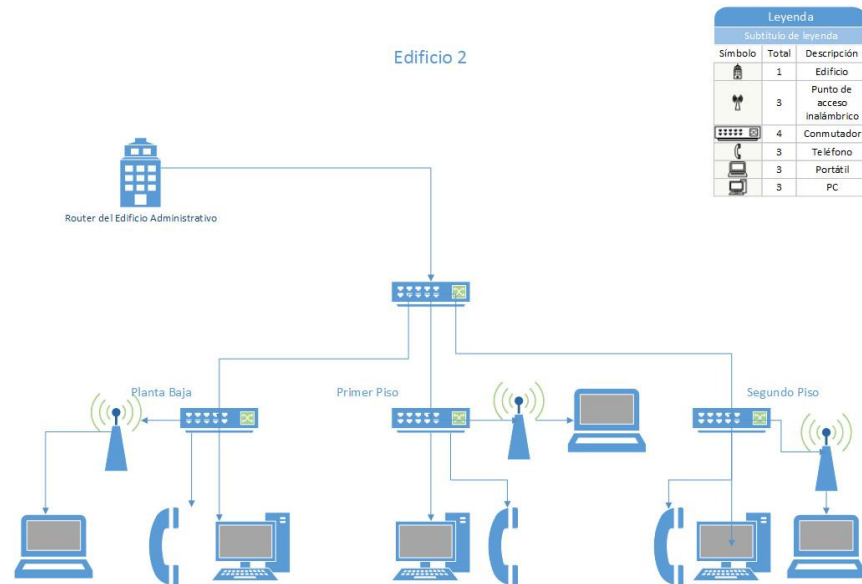 Edificio 2
Leyenda
Subtítulo de leyenda
Símbolo Total Descripción
1 Edificio
3 Punto de
acceso
inalámbrico
4 Conmutador
3 Teléfono
3 Portátil
3 PC
Router del Edificio Administrativo
Planta Baja
Primer Piso
Segundo Piso